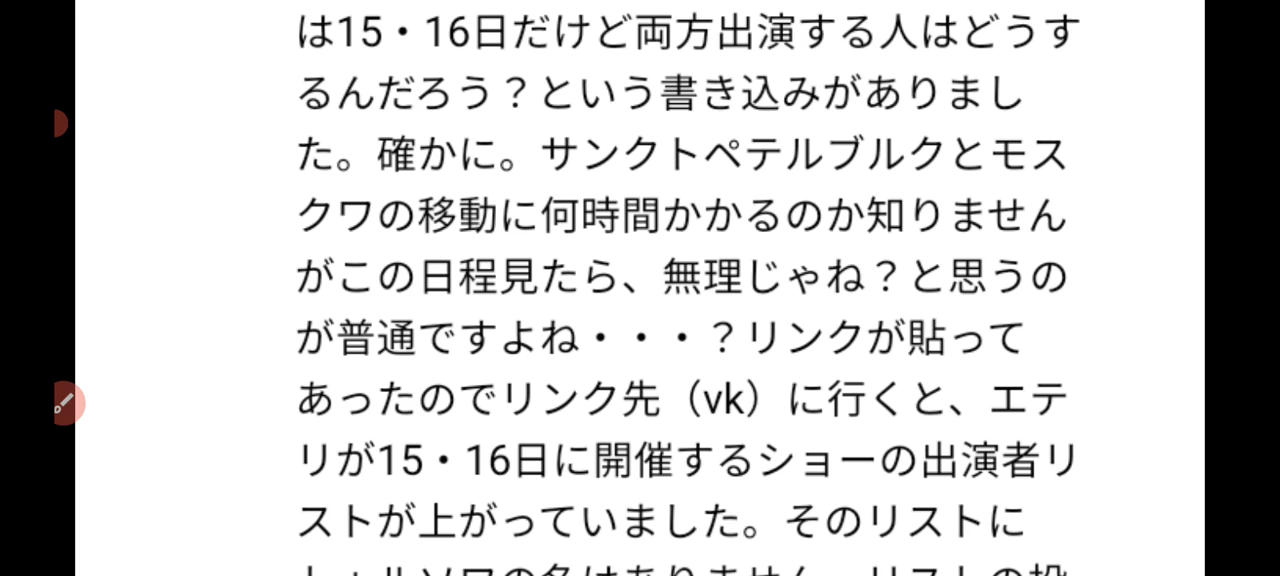 は15・16日だけど両方出演する人はどうす
るんだろう？という書き込みがありまし
た。確かに。サンクトペテルブルクとモス
クワの移動に何時間かかるのか知りません
がこの日程見たら、無理じゃね？と思うの
が普通ですよね・・・？リンクが貼って
あったのでリンク先（vk）に行くと、エテ
リが15・16日に開催するショーの出演者リ
ストが上がっていました。そのリストに